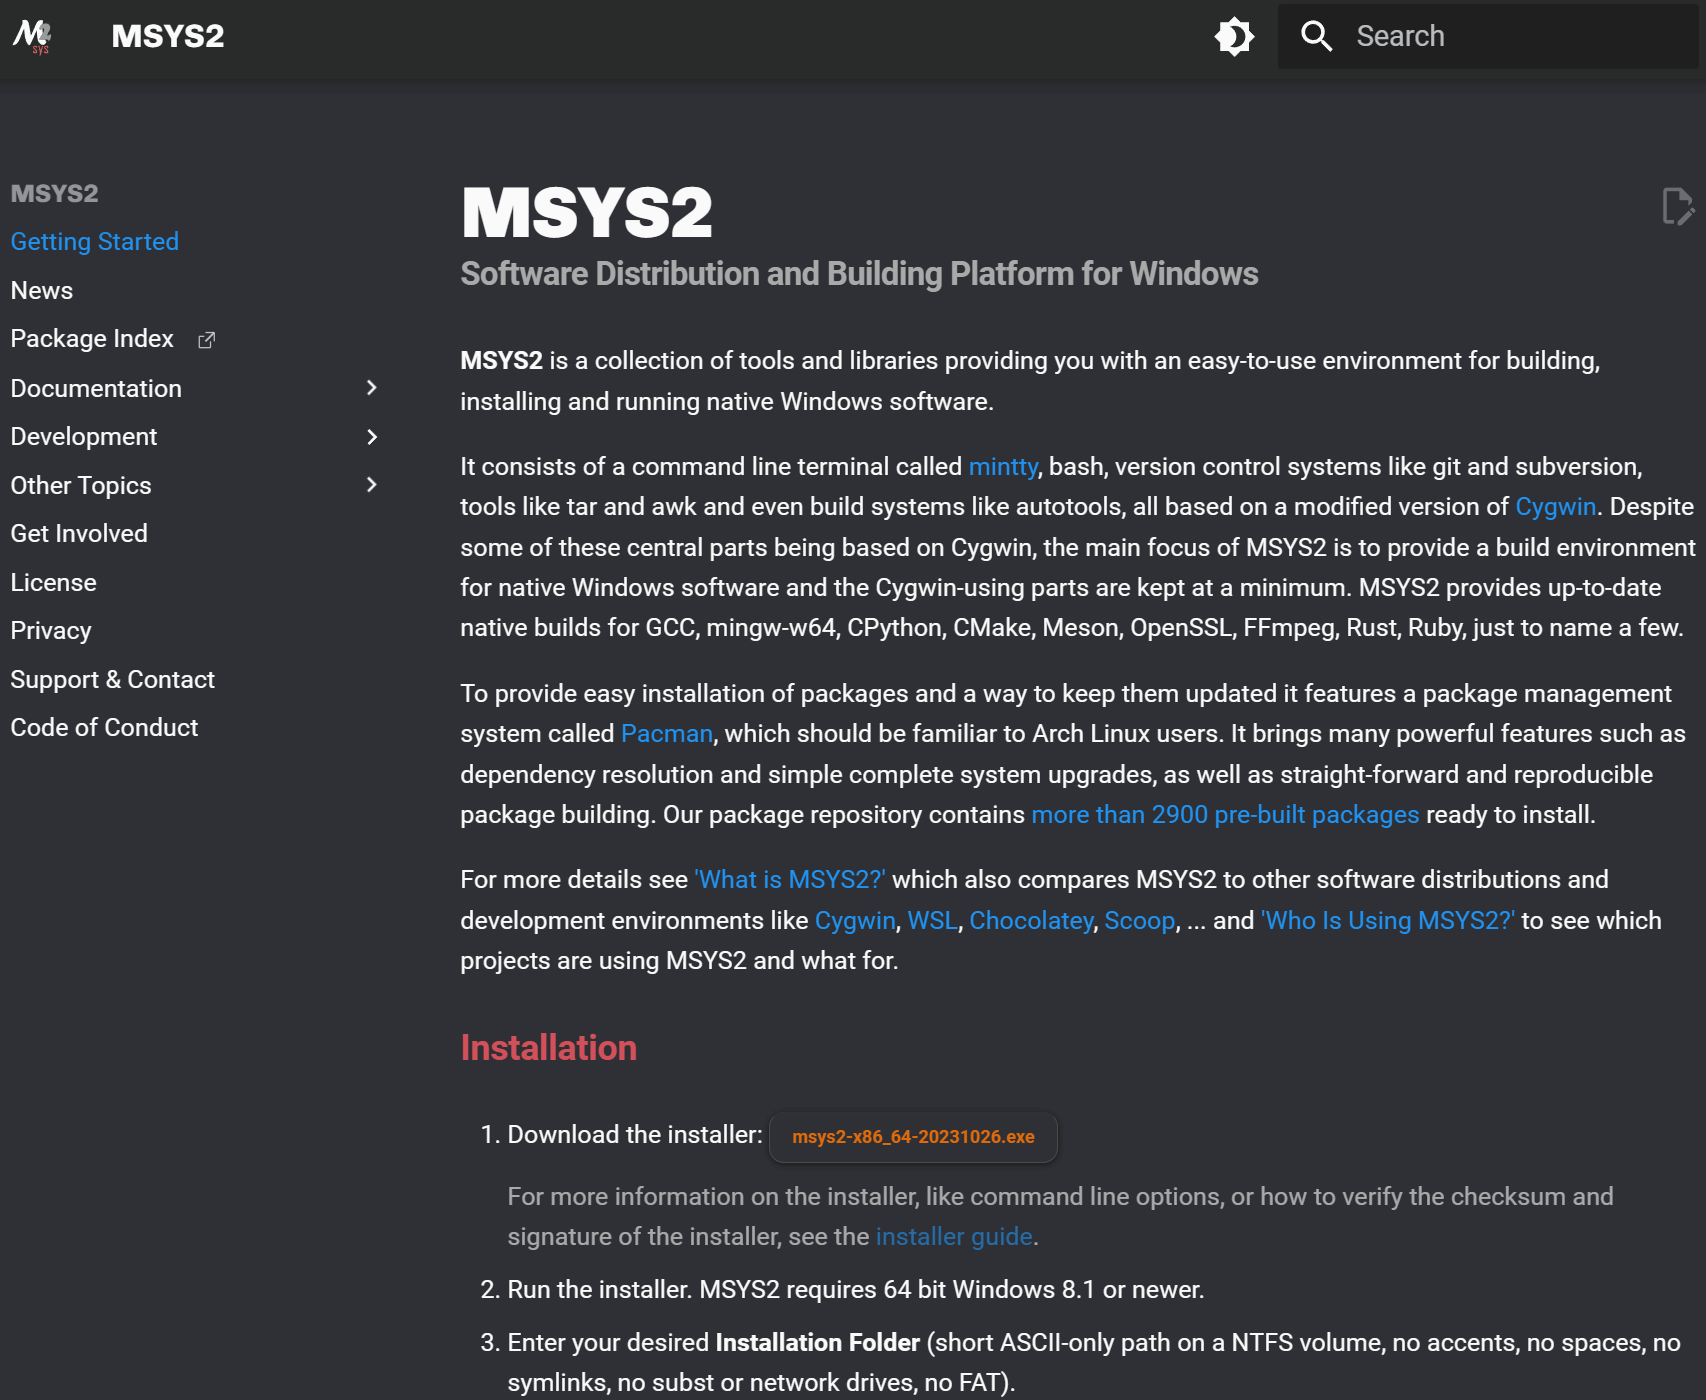 M2 sys
MSYS2
Search
MSYS2
Getting Started
News
Package Index
Documentation
Development
Other Topics
Get Involved
License
Privacy
Support & Contact
Code of Conduct
MSYS2
Software Distribution and Building Platform for Windows
MSYS2 is a collection of tools and libraries providing you with an easy-to-use environment for building,
installing and running native Windows software.
It consists of a command line terminal called mintty, bash, version control systems like git and subversion,
tools like tar and awk and even build systems like autotools, all based on a modified version of Cygwin. Despite
some of these central parts being based on Cygwin, the main focus of MSYS2 is to provide a build environment
for native Windows software and the Cygwin-using parts are kept at a minimum. MSYS2 provides up-to-date
native builds for GCC, mingw-w64, CPython, CMake, Meson, OpenSSL, FFmpeg, Rust, Ruby, just to name a few.
To provide easy installation of packages and a way to keep them updated it features a package management
system called Pacman, which should be familiar to Arch Linux users. It brings many powerful features such as
dependency resolution and simple complete system upgrades, as well as straight-forward and reproducible
package building. Our package repository contains more than 2900 pre-built packages ready to install.
For more details see 'What is MSYS2?' which also compares MSYS2 to other software distributions and
development environments like Cygwin, WSL, Chocolatey, Scoop, ... and 'Who Is Using MSYS2?' to see which
projects are using MSYS2 and what for.
Installation
1. Download the installer: msys2-x86_64-20231026.exe
For more information on the installer, like command line options, or how to verify the checksum and
signature of the installer, see the installer guide.
2. Run the installer. MSYS2 requires 64 bit Windows 8.1 or newer.
3. Enter your desired Installation Folder (short ASCII-only path on a NTFS volume, no accents, no spaces, no
symlinks, no subst or network drives, no FAT).